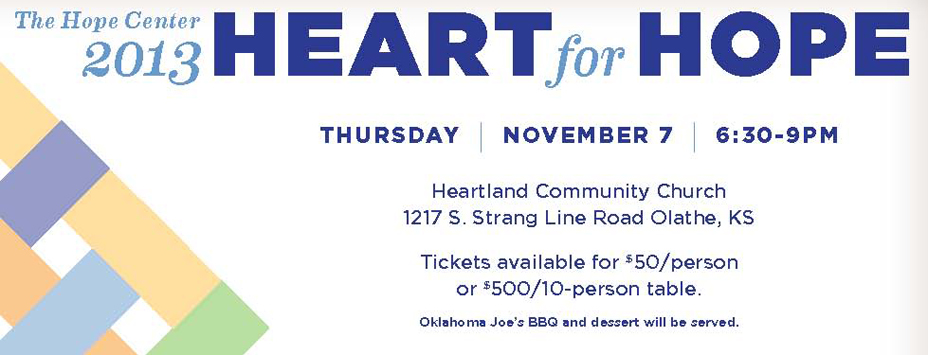 The Hope Center
2013 HEART for HOPE
THURSDAY | NOVEMBER 7 | 6:30-9PM
Heartland Community Church
1217 S. Strang Line Road Olathe, KS
Tickets available for $50/person
or $500/10-person table.
Oklahoma Joe's BBQ and dessert will be served.